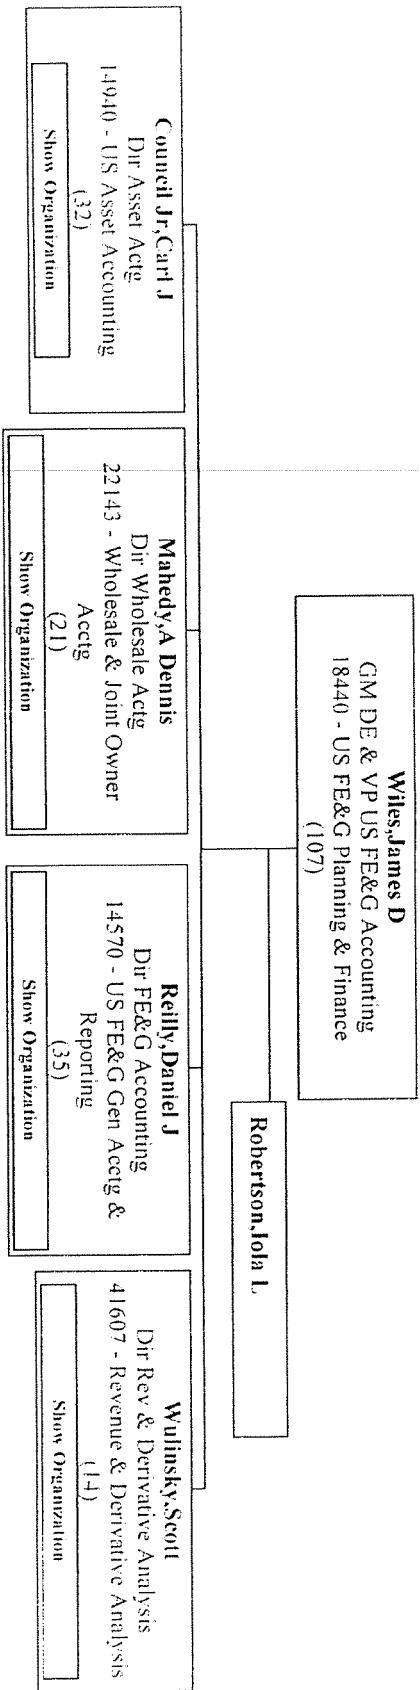 Wiles,James D
GM DE & VP US FE&G Accounting
18440 - US FE&G Planning & Finance
(107)
Robertson,Iola L
Council Jr,Carl J
Dir Asset Actg
14940 - US Asset Accounting
(32)
Show Organization
Mahedy,A Dennis
Dir Wholesale Actg
22143 - Wholesale & Joint Owner
Acctg
(21)
Show Organization
Reilly,Daniel J
Dir FE&G Accounting
14570 - US FE&G Gen Acctg &
Reporting
(35)
Show Organization
Wulinsky,Scott
Dir Rev & Derivative Analysis
41607 - Revenue & Derivative Analysis
(14)
Show Organization